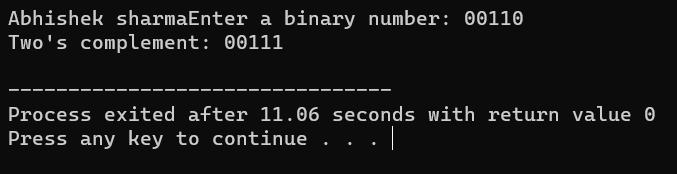 Abhishek sharmaEnter a binary number: 00110
Two's complement: 00111
--------------------------------
Process exited after 11.06 seconds with return value 0
Press any key to continue . . .